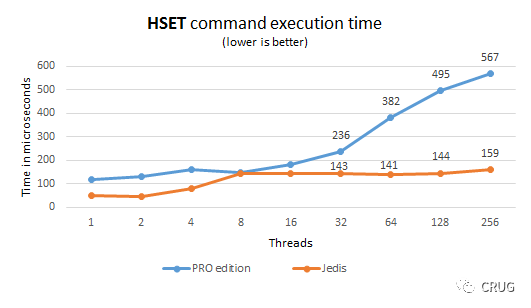 HSET command execution time
(lower is better)
Time in microseconds
600
500
400
300
200
100
0
236
382
495
567
143
141
144
159
1 2 4 8 16 32 64 128 256
Threads
PRO edition Jedis
CRUG